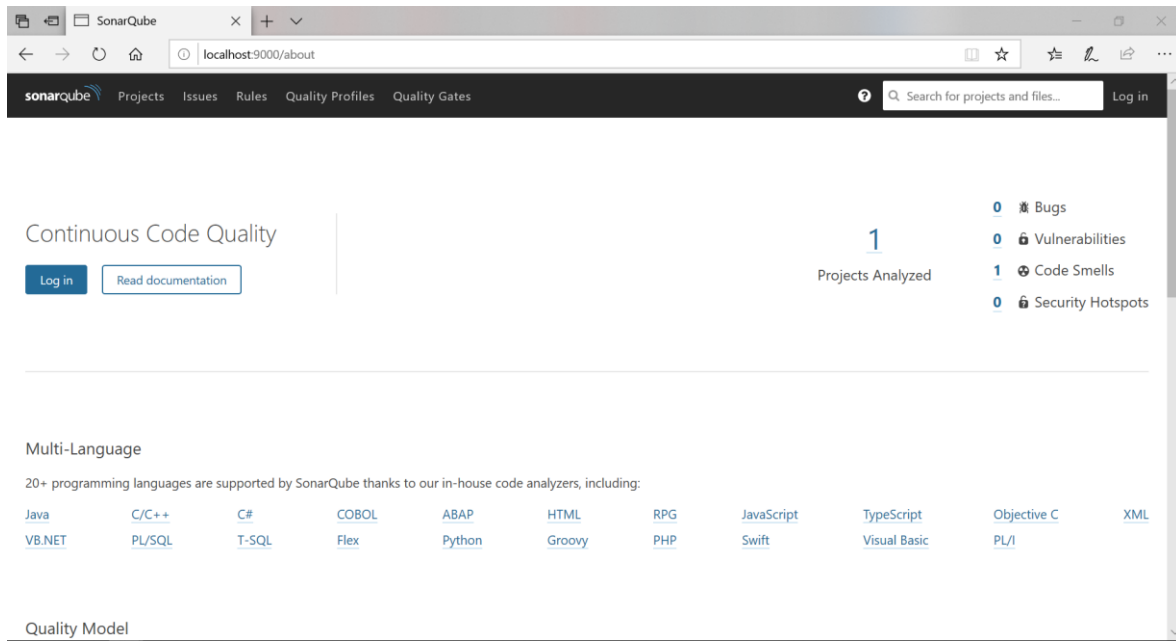 SonarQube
localhost:9000/about
sonarqube Projects Issues Rules Quality Profiles Quality Gates Search for projects and files... Log in
Continuous Code Quality
Log in Read documentation
1
Projects Analyzed
0 Bugs
0 Vulnerabilities
1 Code Smells
0 Security Hotspots
Multi-Language
20+ programming languages are supported by SonarQube thanks to our in-house code analyzers, including:
Java C/C++ C# COBOL ABAP HTML RPG JavaScript TypeScript Objective C XML
VB.NET PL/SQL T-SQL Flex Python Groovy PHP Swift Visual Basic PL/I
Quality Model